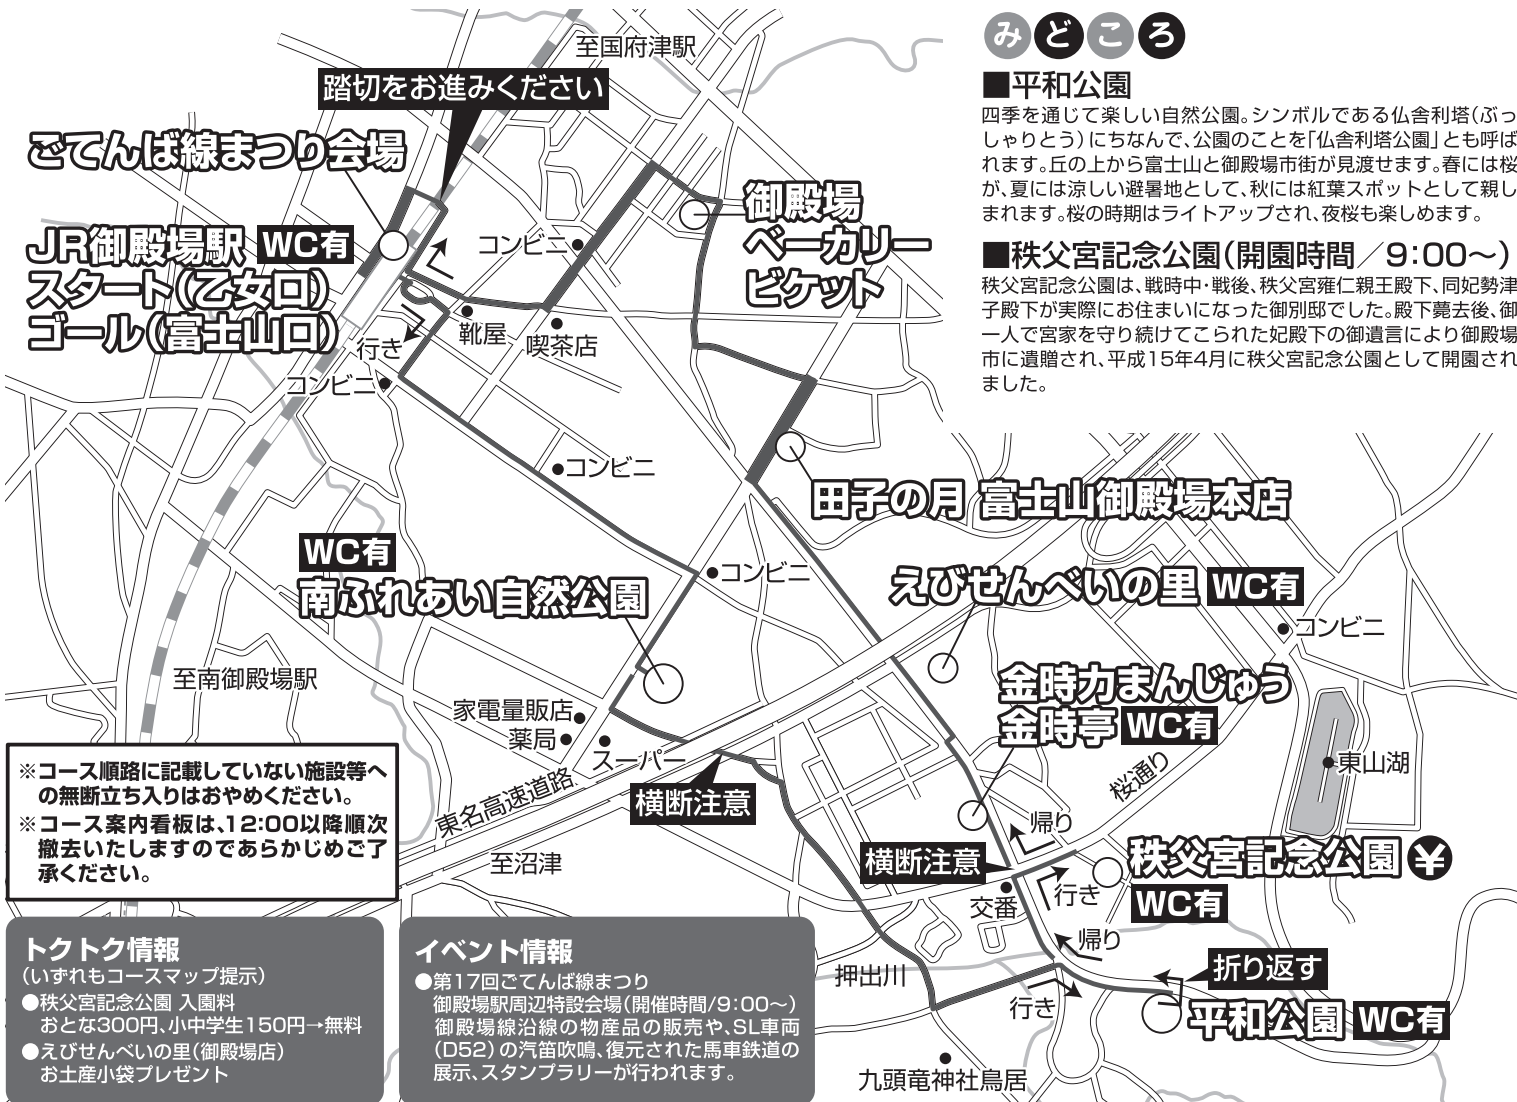 みどころ
■平和公園
四季を通じて楽しい自然公園。シンボルである仏舎利塔(ぶっ
しゃりとう)にちなんで、公園のことを「仏舎利塔公園」とも呼ば
れます。丘の上から富士山と御殿場市街が見渡せます。春には桜
が、夏には涼しい避暑地として、秋には紅葉スポットとして親し
まれます。桜の時期はライトアップされ、夜桜も楽しめます。
■秩父宮記念公園(開園時間/9:00〜)
秩父宮記念公園は、戦時中・戦後、秩父宮雍仁親王殿下、同妃勢津
子殿下が実際にお住まいになった御別邸でした。殿下薨去後、御
一人で宮家を守り続けてこられた妃殿下の御遺言により御殿場
市に遺贈され、平成15年4月に秩父宮記念公園として開園され
ました。
至国府津駅
踏切をお進みください
ごてんば線まつり会場
JR御殿場駅 WC有
スタート(乙女口)
ゴール(富士山口)
コンビニ
御殿場
ベーカリー
ビケット
靴屋
喫茶店
行き
コンビニ
コンビニ
田子の月 富士山御殿場本店
WC有
南ふれあい自然公園
コンビニ
えびせんべいの里 WC有
コンビニ
至南御殿場駅
金時力まんじゅう
金時亭 WC有
家電量販店
薬局
スーパー
東名高速道路
横断注意
桜通り
東山湖
至沼津
帰り
横断注意
秩父宮記念公園 ¥
WC有
行き
交番
帰り
押出川
折り返す
行き
平和公園 WC有
九頭竜神社鳥居
※コース順路に記載していない施設等へ
の無断立ち入りはおやめください。
※コース案内看板は、12:00以降順次
撤去いたしますのであらかじめご了
承ください。
トクトク情報
(いずれもコースマップ提示)
●秩父宮記念公園 入園料
おとな300円、小中学生150円→無料
●えびせんべいの里(御殿場店)
お土産小袋プレゼント
イベント情報
●第17回ごてんば線まつり
御殿場駅周辺特設会場(開催時間/9:00〜)
御殿場線沿線の物産品の販売や、SL車両
(D52)の汽笛吹鳴、復元された馬車鉄道の
展示、スタンプラリーが行われます。